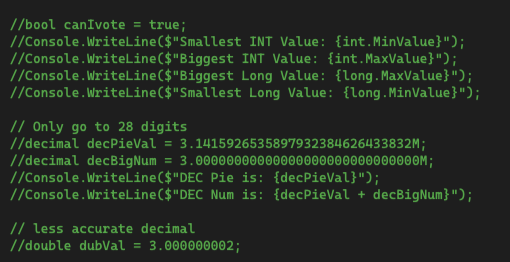 //bool canIvote = true;
//Console.WriteLine($"Smallest INT Value: {int.MinValue}");
//Console.WriteLine($"Biggest INT Value: {int.MaxValue}");
//Console.WriteLine($"Biggest Long Value: {long.MaxValue}");
//Console.WriteLine($"Smallest Long Value: {long.MinValue}");
// Only go to 28 digits
//decimal decPieVal = 3.1415926535897932384626433832M;
//decimal decBigNum = 3.0000000000000000000000000000M;
//Console.WriteLine($"DEC Pie is: {decPieVal}");
//Console.WriteLine($"DEC Num is: {decPieVal + decBigNum}");
// less accurate decimal
//double dubVal = 3.000000002;